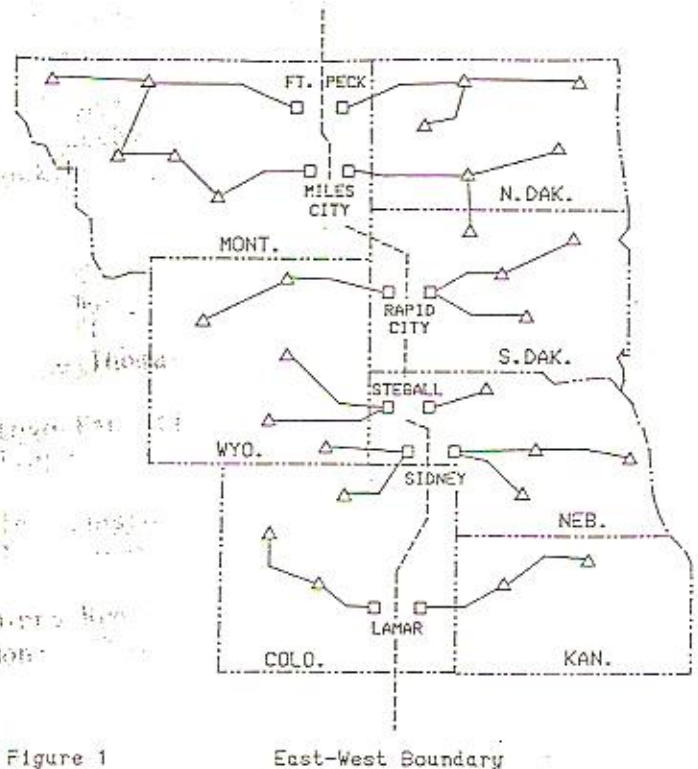 FT. PECK
MILES
CITY
N.DAK.
MONT.
RAPID
CITY
S.DAK.
STEGALL
WYO.
SIDNEY
NEB.
LAMAR
COLO.
KAN.
Figure 1
East-West Boundary